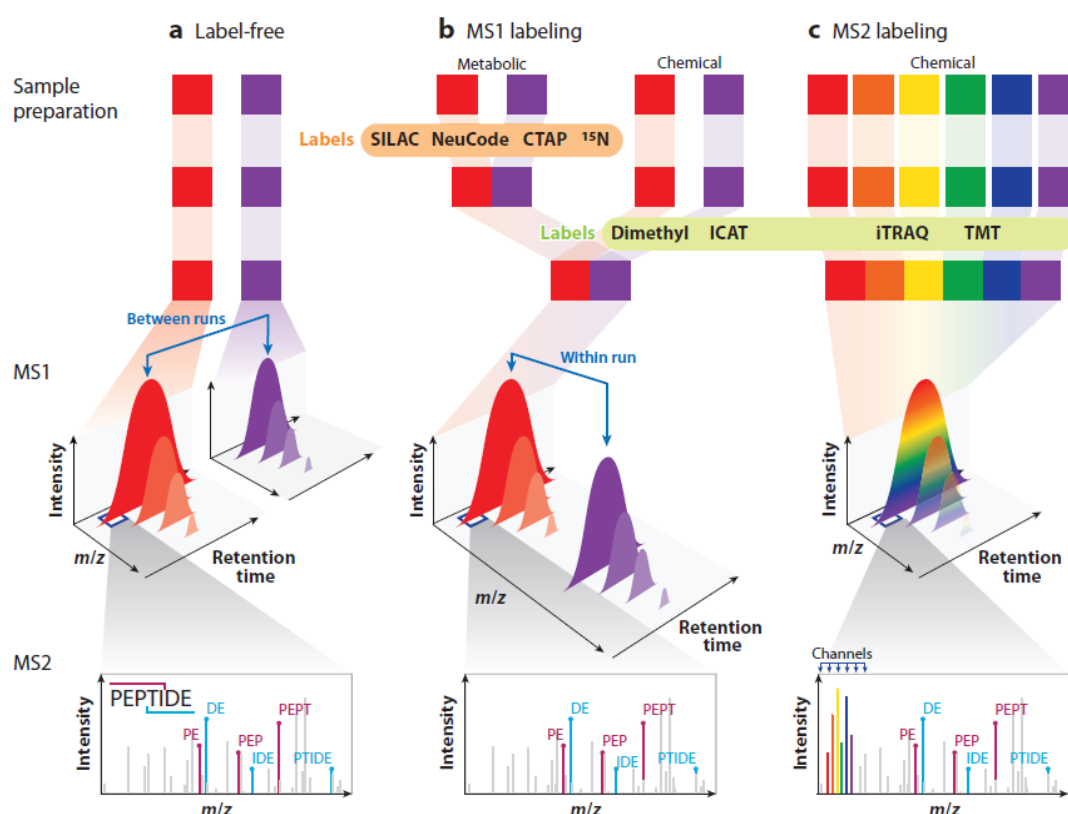 a Label-free
b MS1 labeling
c MS2 labeling
Sample
preparation
Metabolic
Chemical
Chemical
Labels SILAC NeuCode CTAP ¹⁵N
Labels Dimethyl ICAT iTRAQ TMT
Between runs
Within run
MS1
Intensity
m/z
Retention
time
Intensity
m/z
Retention
time
Intensity
m/z
Retention
time
MS2
Intensity
PEPTIDE
PE
DE
PEP
IDE
PEPT
PTIDE
m/z
Intensity
PE
DE
PEP
IDE
PEPT
PTIDE
m/z
Channels
Intensity
PE
DE
PEP
IDE
PEPT
PTIDE
m/z